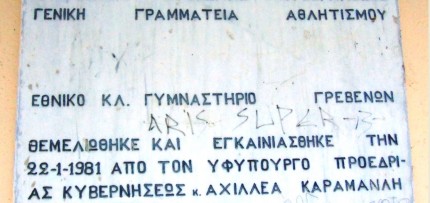 ΓΕΝΙΚΗ ΓΡΑΜΜΑΤΕΙΑ ΑΘΛΗΤΙΣΜΟΥ
ΕΘΝΙΚΟ ΚΛ. ΓΥΜΝΑΣΤΗΡΙΟ ΓΡΕΒΕΝΩΝ
ARIS SUPER-3
ΘΕΜΕΛΙΩΘΗΚΕ ΚΑΙ ΕΓΚΑΙΝΙΑΣΘΗΚΕ ΤΗΝ
22-1-1981 ΑΠΟ ΤΟΝ ΥΦΥΠΟΥΡΓΟ ΠΡΟΕΔΡΙ-
ΑΣ ΚΥΒΕΡΝΗΣΕΩΣ κ. ΑΧΙΛΛΕΑ ΚΑΡΑΜΑΝΛΗ